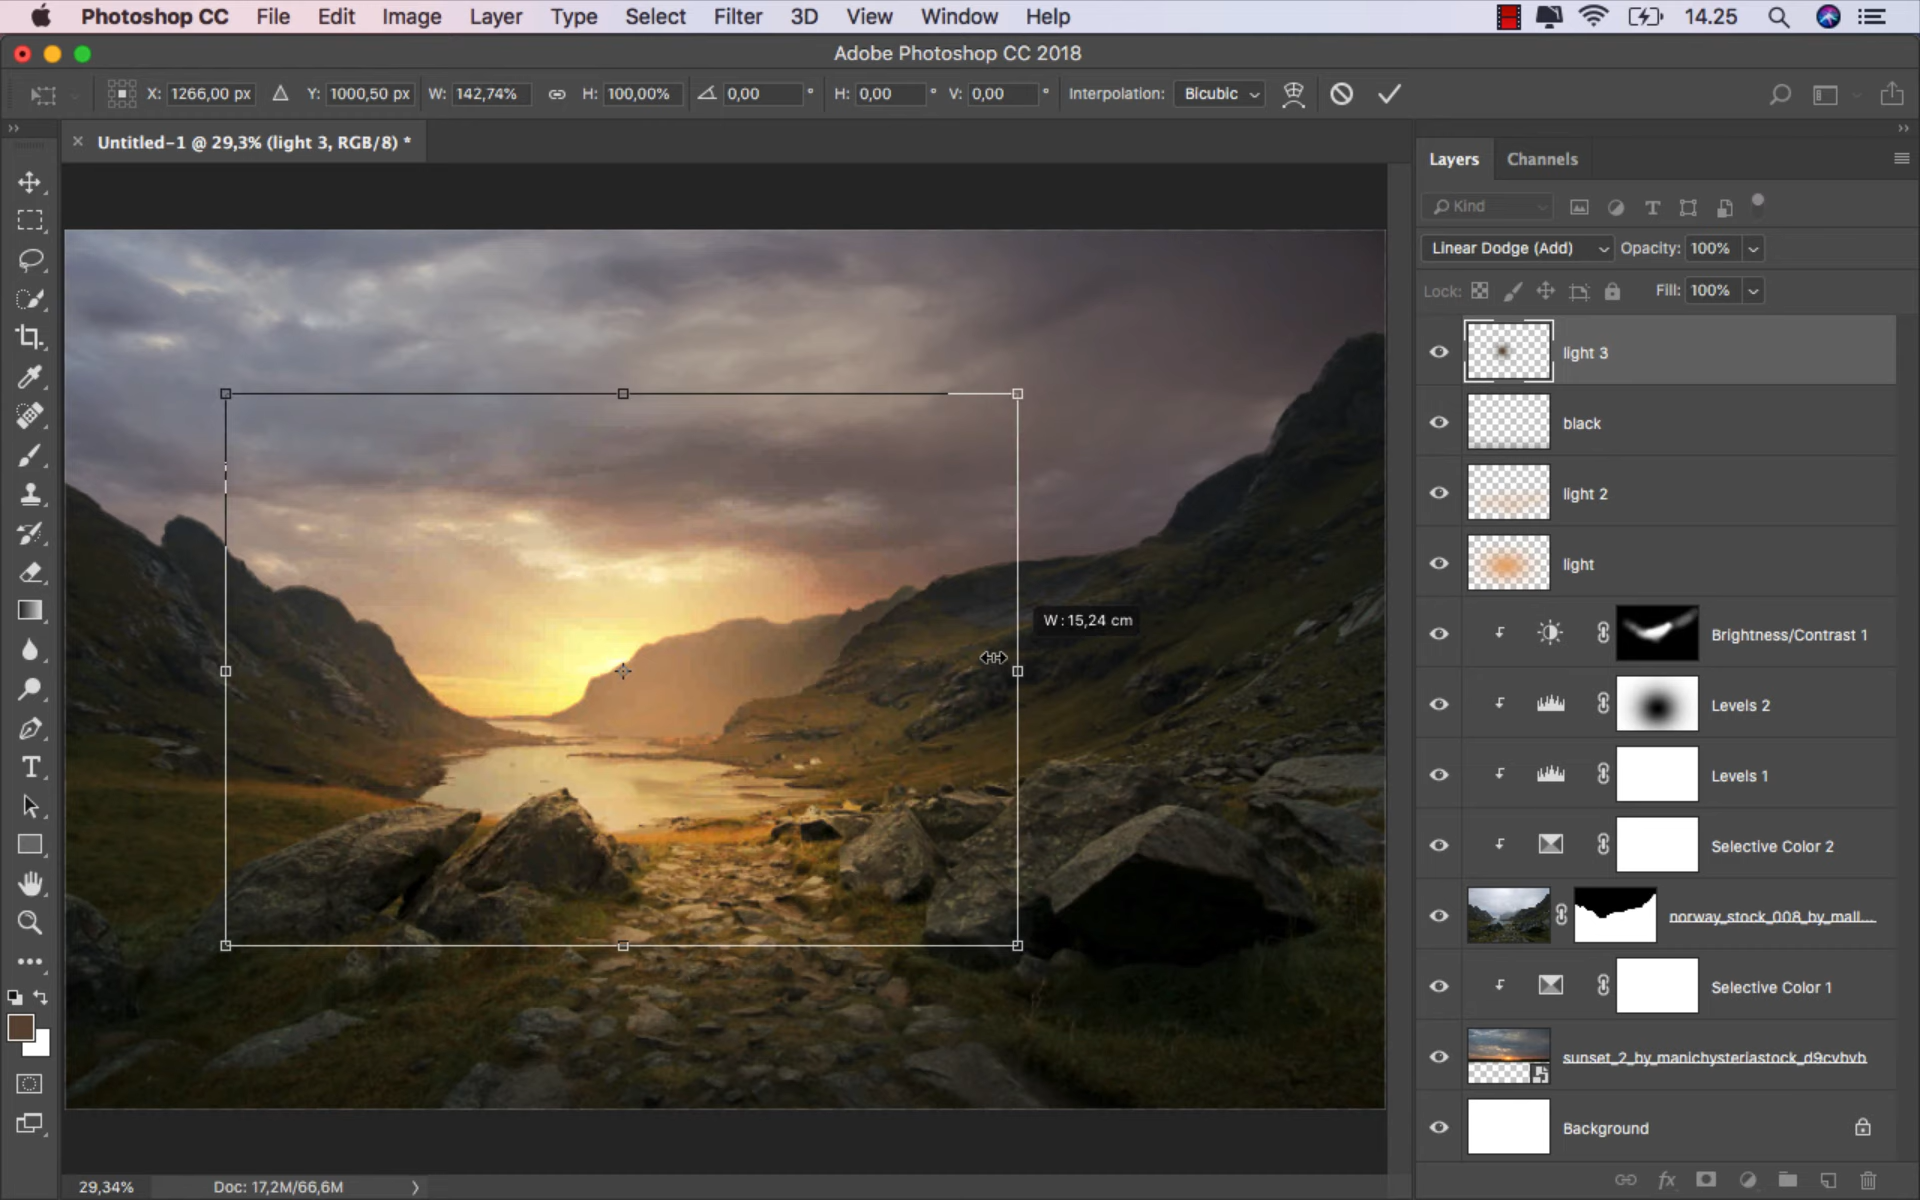 Photoshop CC File Edit Image Layer Type Select Filter 3D View Window Help 14.25
Adobe Photoshop CC 2018
X: 1266,00 px Y: 1000,50 px W: 142,74% H: 100,00% 0,00 ° H: 0,00 ° V: 0,00 ° Interpolation: Bicubic
Untitled-1 @ 29,3% (light 3, RGB/8) *
Layers Channels
Kind
Linear Dodge (Add) Opacity: 100%
Lock: Fill: 100%
light 3
black
light 2
light
W : 15,24 cm
Brightness/Contrast 1
Levels 2
Levels 1
Selective Color 2
norway_stock_008_by_mall...
Selective Color 1
sunset_2_by_manichysteriastock_d9cvbvb
Background
29,34% Doc: 17,2M/66,6M